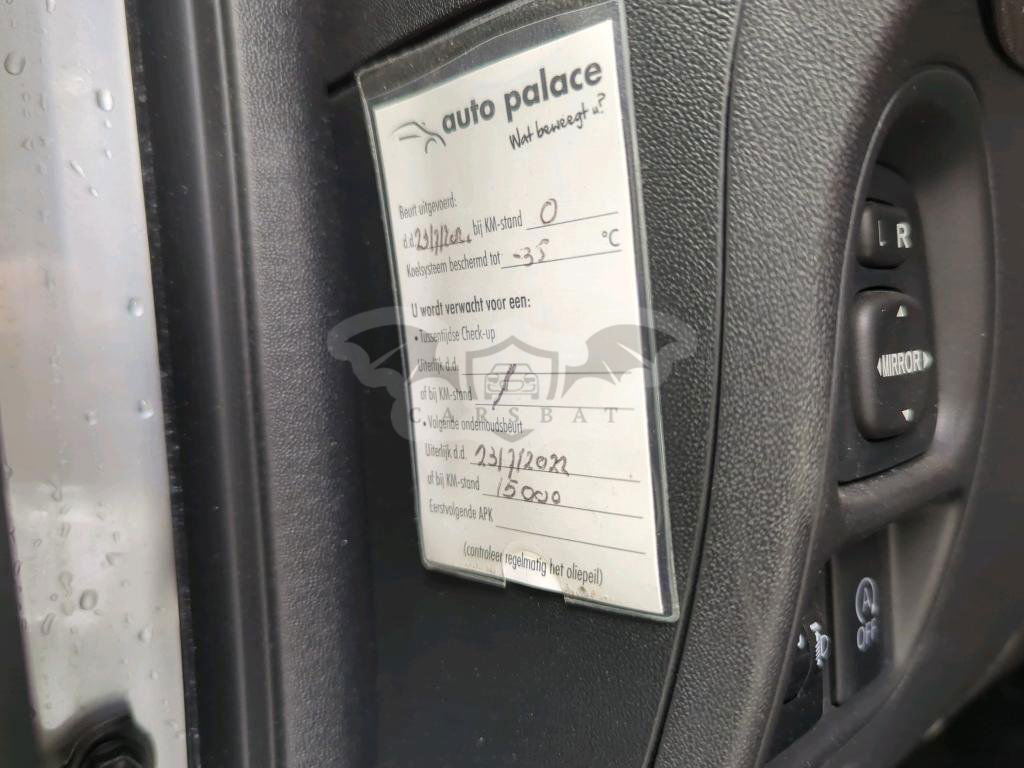 auto palace
Wat beweegt u?
Beurt uitgevoerd:
d.d. 23/7/202 bij KM-stand 0
Koelsysteem beschermd tot -35 °C
U wordt verwacht voor een:
• Tussentijdse Check-up
Uiterlijk d.d.
of bij KM-stand
CARSBAT
• Volgende onderhoudsbeurt
Uiterlijk d.d. 23/7/2022
of bij KM-stand 15000
Eerstvolgende APK
(controleer regelmatig het oliepeil)
L R
MIRROR
A
OFF